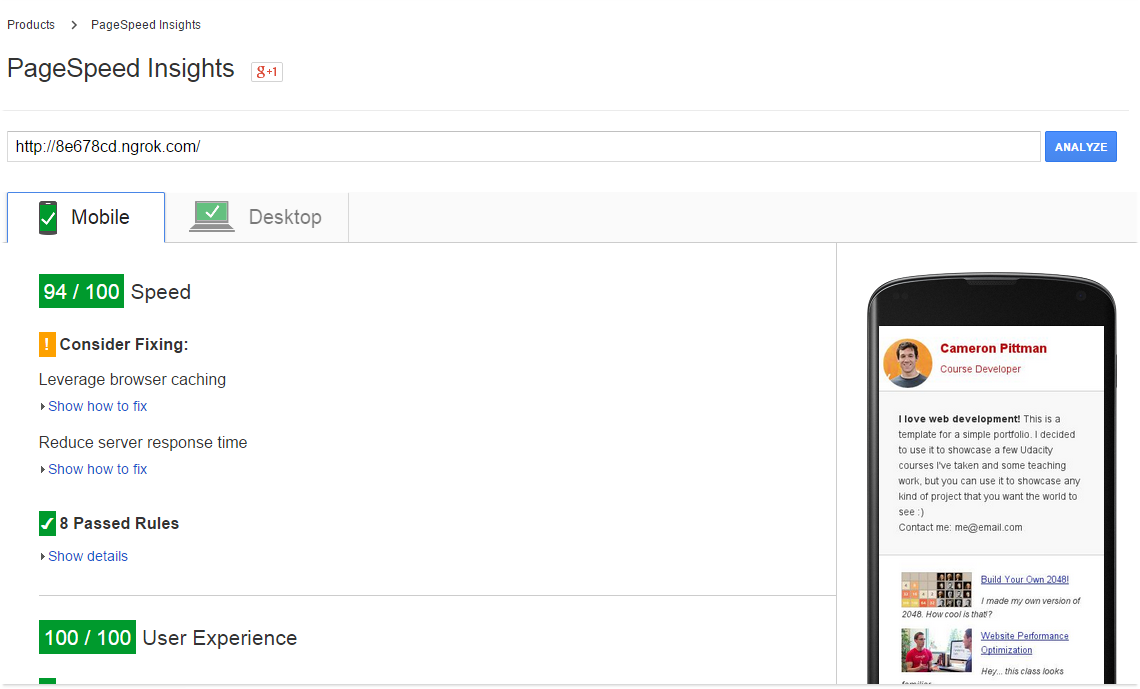 Products > PageSpeed Insights
PageSpeed Insights
g+1
http://8e678cd.ngrok.com/
ANALYZE
Mobile
Desktop
94 / 100 Speed
! Consider Fixing:
Leverage browser caching
Show how to fix
Reduce server response time
Show how to fix
8 Passed Rules
Show details
100 / 100 User Experience
Cameron Pittman
Course Developer
I love web development! This is a
template for a simple portfolio. I decided
to use it to showcase a few Udacity
courses I've taken and some teaching
work, but you can use it to showcase any
kind of project that you want the world to
see :)
Contact me: me@email.com
Build Your Own 2048!
I made my own version of
2048. How cool is that!?
Website Performance
Optimization
Hey... this class looks
familiar